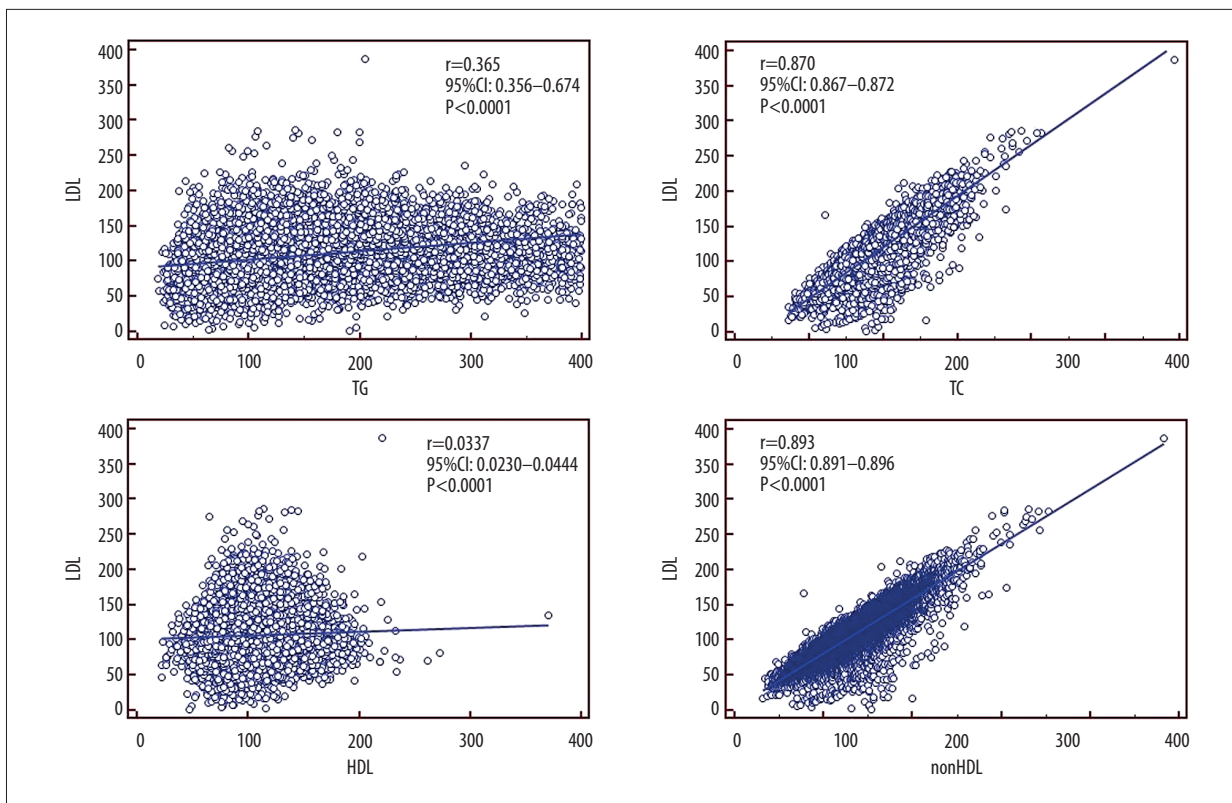 400
350
300
250
200
150
100
50
0
LDL
r=0.365
95%CI: 0.356–0.674
P<0.0001
0 100 200 300 400
TG
400
350
300
250
200
150
100
50
0
LDL
r=0.870
95%CI: 0.867–0.872
P<0.0001
0 100 200 300 400
TC
400
350
300
250
200
150
100
50
0
LDL
r=0.0337
95%CI: 0.0230–0.0444
P<0.0001
0 100 200 300 400
HDL
400
350
300
250
200
150
100
50
0
LDL
r=0.893
95%CI: 0.891–0.896
P<0.0001
0 100 200 300 400
nonHDL